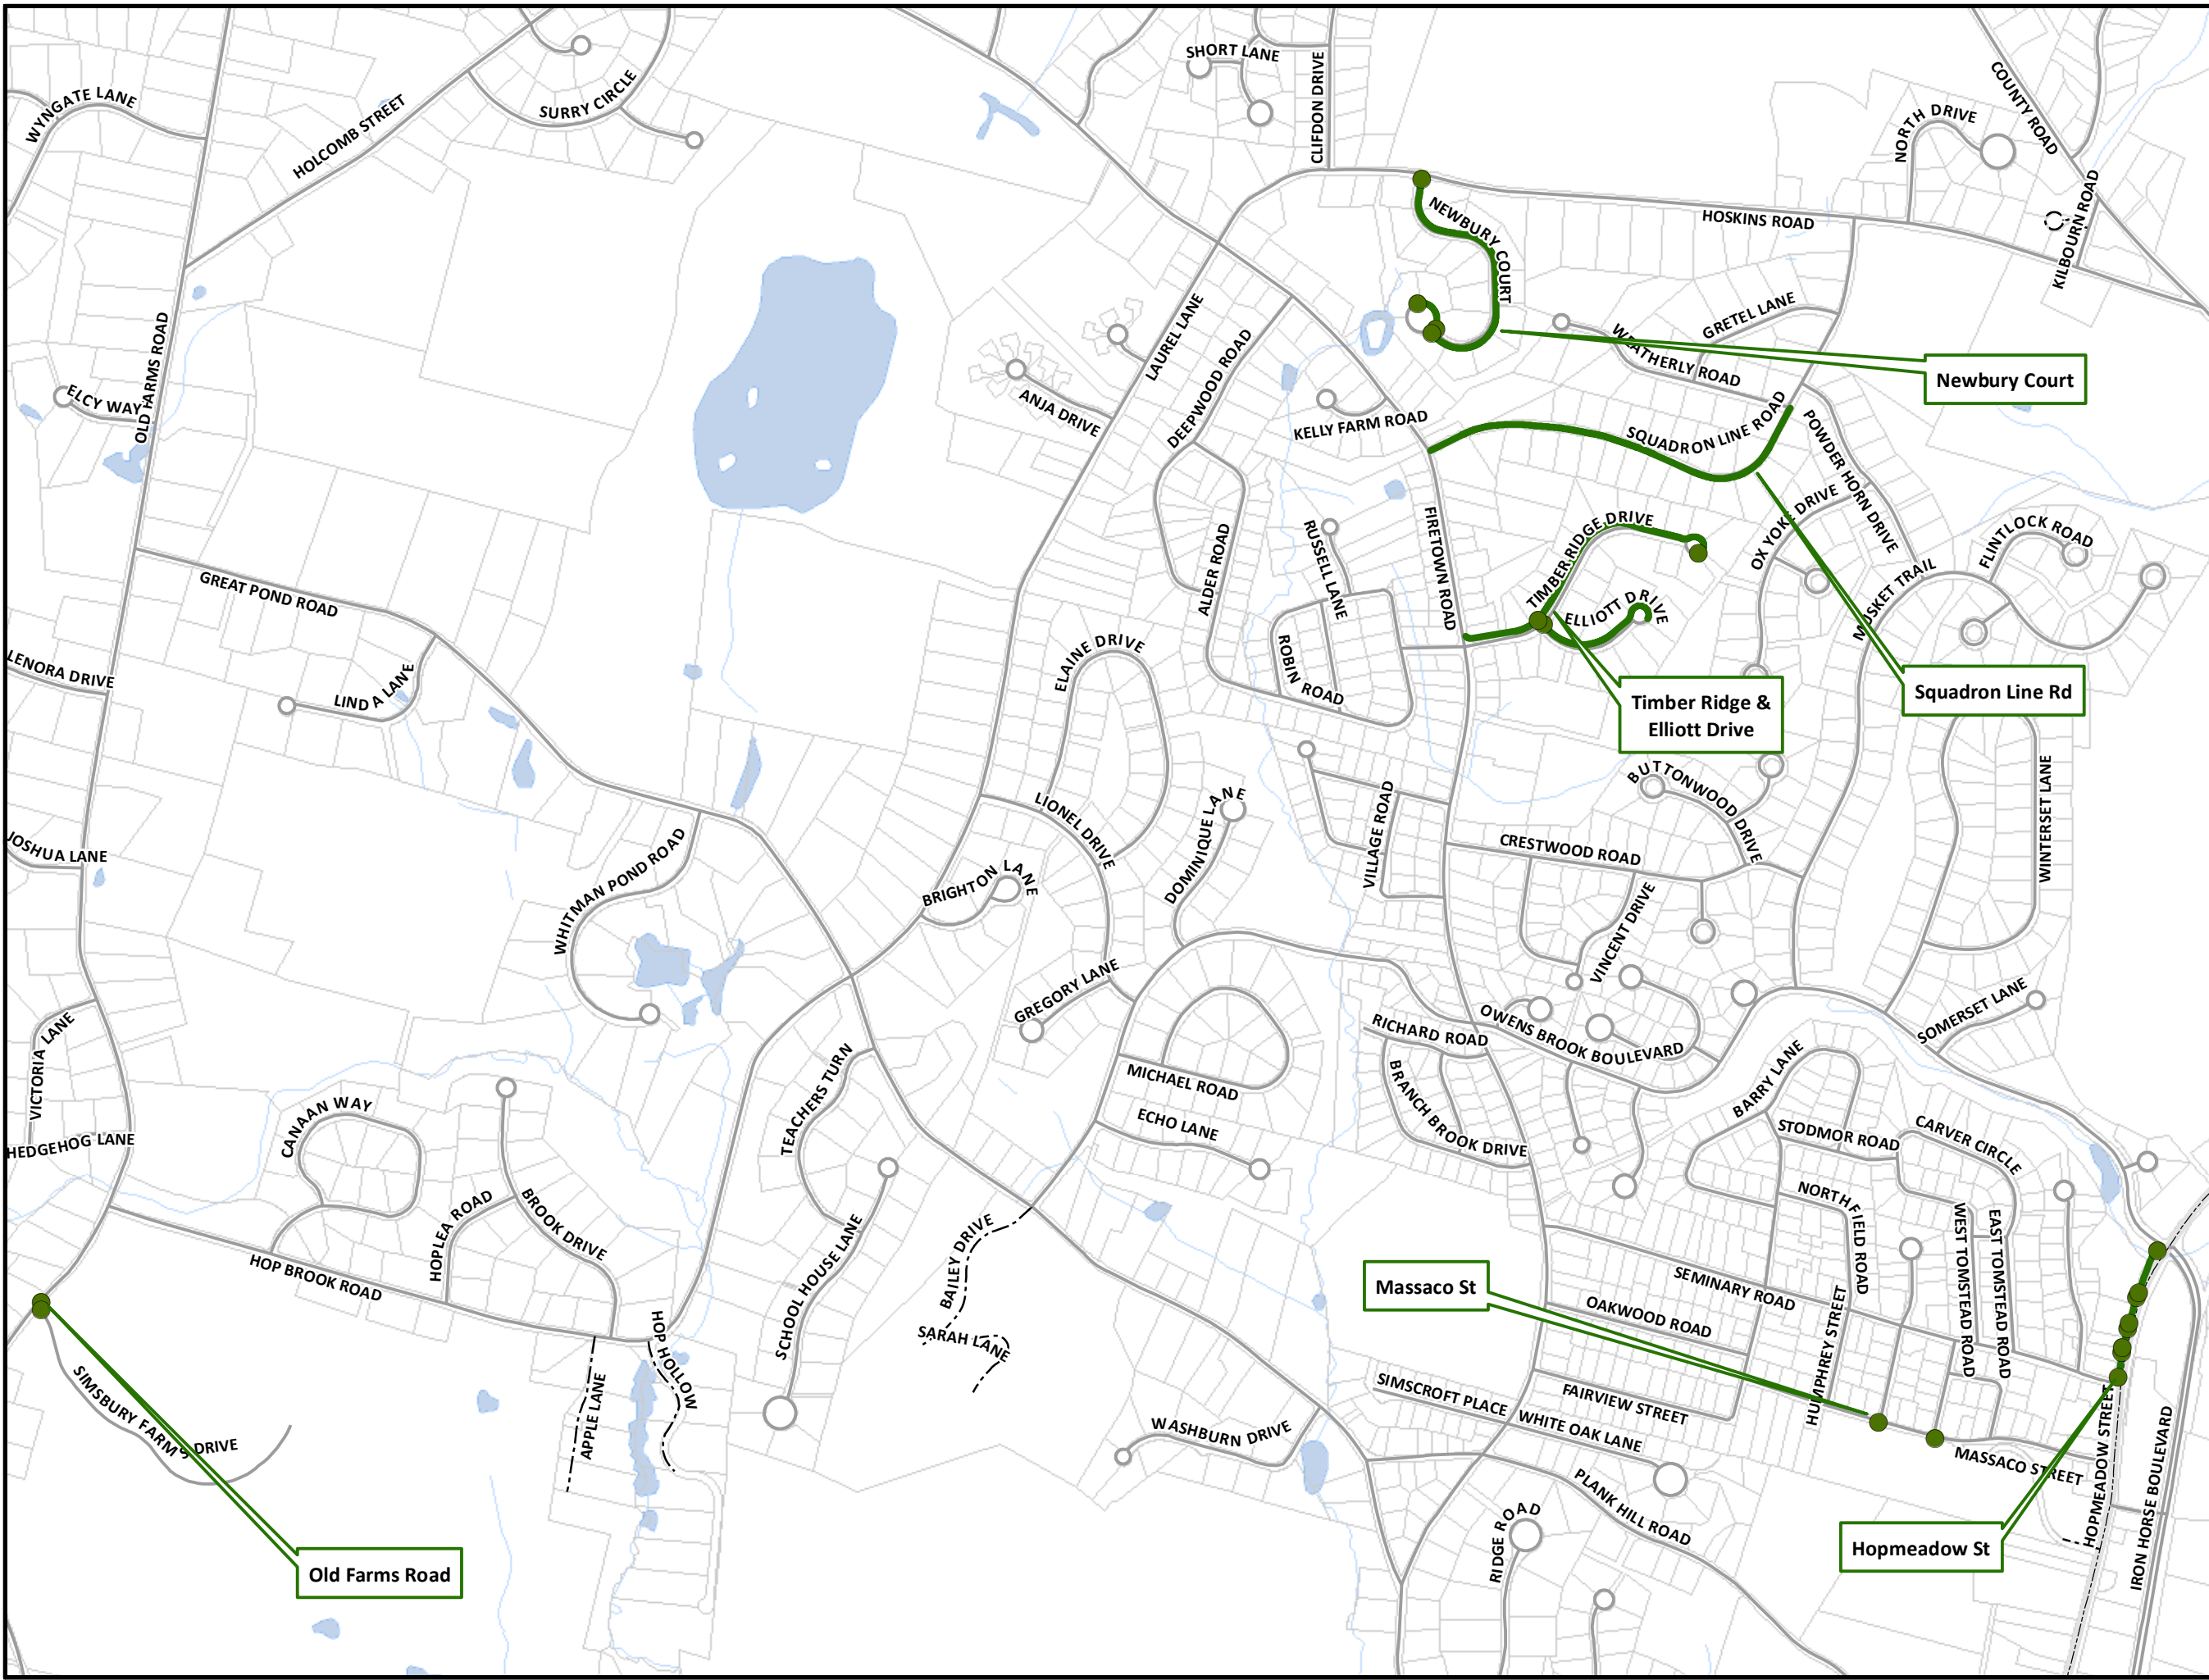 SHORT LANE
CLIFDON DRIVE
COUNTY ROAD
WYNGATE LANE
HOLCOMB STREET
SURRY CIRCLE
NORTH DRIVE
KILBOURN ROAD
NEWBURY COURT
HOSKINS ROAD
OLD FARMS ROAD
ELCY WAY
LAUREL LANE
ANJA DRIVE
DEEPWOOD ROAD
KELLY FARM ROAD
GRETEL LANE
WEATHERLY ROAD
Newbury Court
SQUADRON LINE ROAD
POWDER HORN DRIVE
OX YOKE DRIVE
FLINTLOCK ROAD
MUSKET TRAIL
GREAT POND ROAD
ALDER ROAD
RUSSELL LANE
FIRETOWN ROAD
TIMBER RIDGE DRIVE
ELLIOTT DRIVE
LENORA DRIVE
LINDA LANE
ELAINE DRIVE
ROBIN ROAD
Timber Ridge &
Elliott Drive
Squadron Line Rd
BUTTONWOOD DRIVE
WINTERSET LANE
JOSHUA LANE
WHITMAN POND ROAD
BRIGHTON LANE
LIONEL DRIVE
DOMINIQUE LANE
VILLAGE ROAD
CRESTWOOD ROAD
VINCENT DRIVE
GREGORY LANE
RICHARD ROAD
OWENS BROOK BOULEVARD
SOMERSET LANE
VICTORIA LANE
HEDGEHOG LANE
CANAAN WAY
TEACHERS TURN
MICHAEL ROAD
ECHO LANE
BRANCH BROOK DRIVE
BARRY LANE
STODMOR ROAD
CARVER CIRCLE
HOPLEA ROAD
BROOK DRIVE
HOP BROOK ROAD
SCHOOL HOUSE LANE
BAILEY DRIVE
SARAH LANE
NORTHFIELD ROAD
WEST TOMSTEAD ROAD
EAST TOMSTEAD ROAD
Massaco St
SEMINARY ROAD
OAKWOOD ROAD
HUMPHREY STREET
SIMSBURY FARMS DRIVE
APPLE LANE
HOP HOLLOW
WASHBURN DRIVE
SIMSCROFT PLACE
FAIRVIEW STREET
WHITE OAK LANE
MASSACO STREET
HOPMEADOW STREET
IRON HORSE BOULEVARD
PLANK HILL ROAD
RIDGE ROAD
Hopmeadow St
Old Farms Road